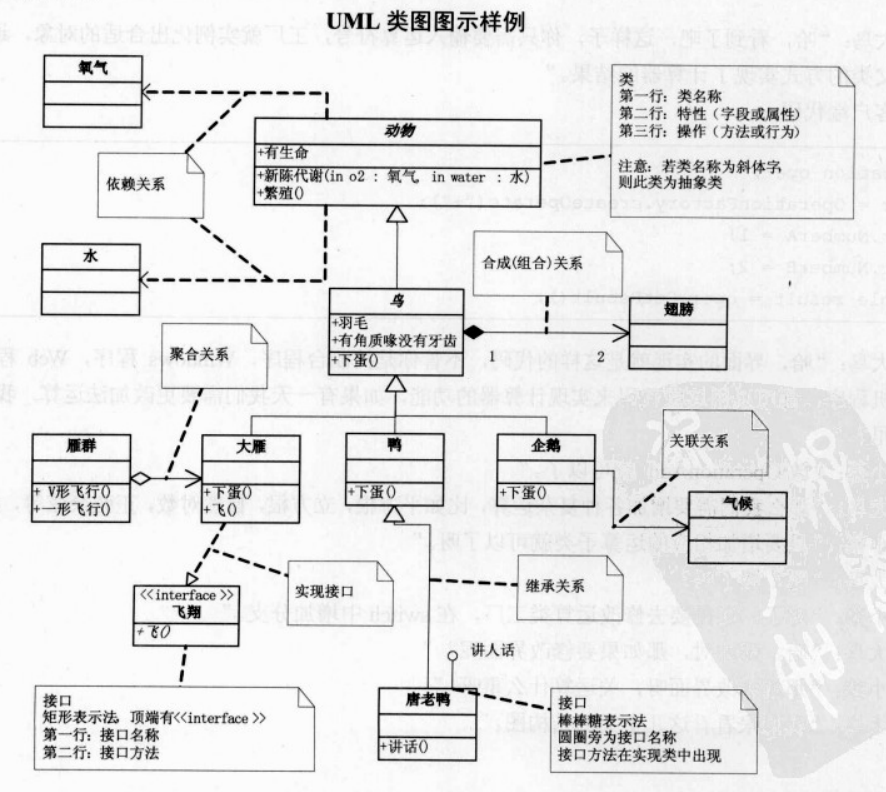 UML 类图图示样例
氧气
动物
+有生命
+新陈代谢(in o2 : 氧气 in water : 水)
+繁殖()
类
第一行：类名称
第二行：特性（字段或属性）
第三行：操作（方法或行为）
注意：若类名称为斜体字，
则此类为抽象类
依赖关系
水
合成(组合)关系
鸟
+羽毛
+有角质喙没有牙齿
+下蛋()
1
2
翅膀
聚合关系
雁群
+ V形飞行()
+ 一形飞行()
大雁
+下蛋()
+飞()
鸭
+下蛋()
企鹅
+下蛋()
关联关系
气候
<<interface>>
飞翔
+飞()
实现接口
继承关系
讲人话
唐老鸭
+讲话()
接口
矩形表示法，顶端有<<interface >>
第一行：接口名称
第二行：接口方法
接口
棒棒糖表示法
圆圈旁为接口名称
接口方法在实现类中出现